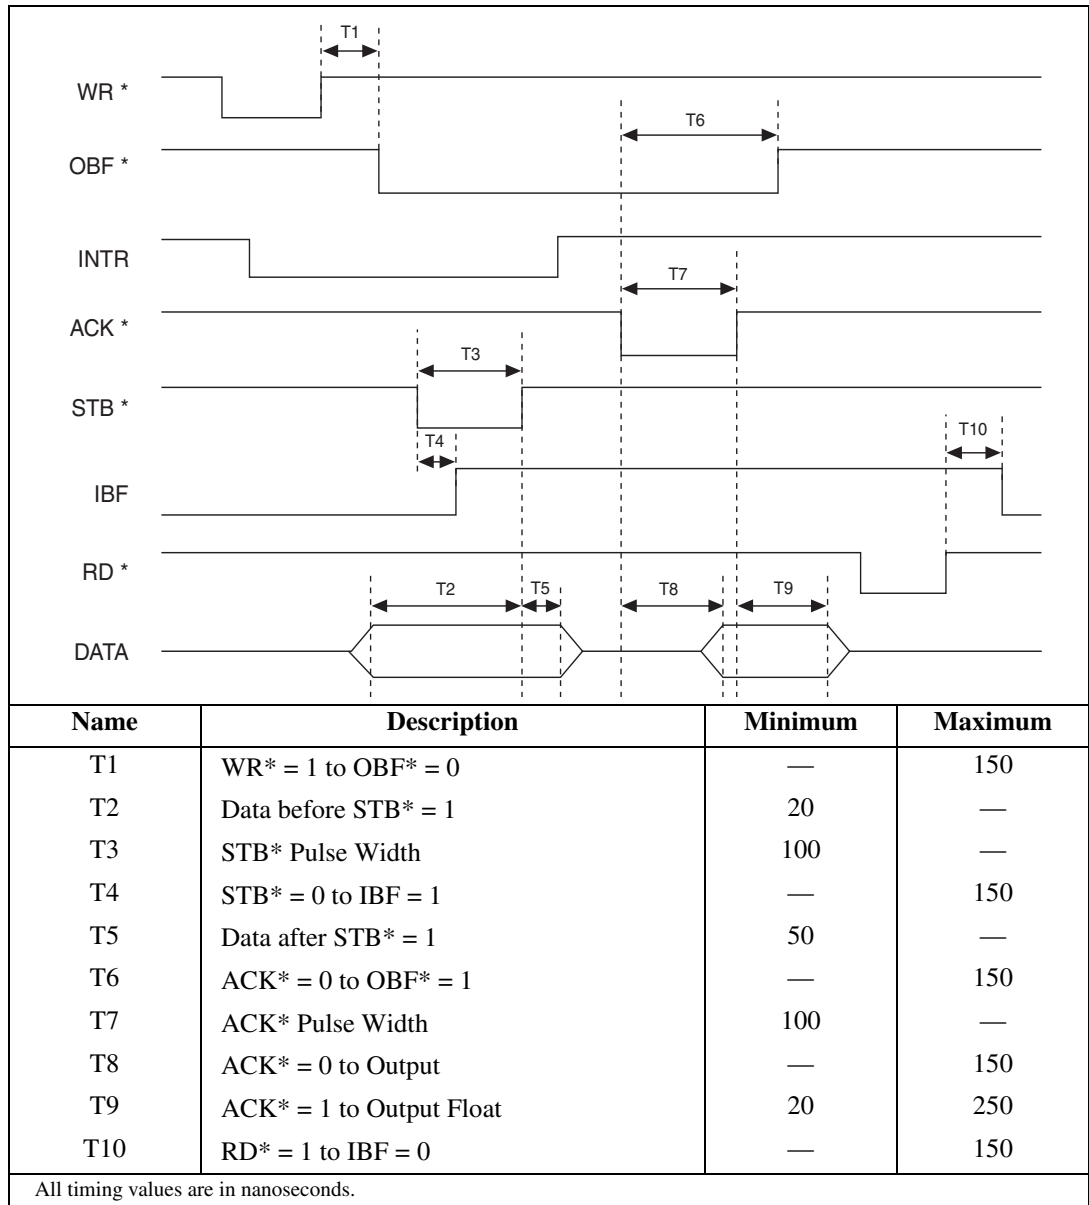 T1
WR *
T6
OBF *
INTR
T7
ACK *
T3
STB *
T4
T10
IBF
RD *
T2 T5 T8 T9
DATA
Name Description Minimum Maximum
T1 WR* = 1 to OBF* = 0 — 150
T2 Data before STB* = 1 20 —
T3 STB* Pulse Width 100 —
T4 STB* = 0 to IBF = 1 — 150
T5 Data after STB* = 1 50 —
T6 ACK* = 0 to OBF* = 1 — 150
T7 ACK* Pulse Width 100 —
T8 ACK* = 0 to Output — 150
T9 ACK* = 1 to Output Float 20 250
T10 RD* = 1 to IBF = 0 — 150
All timing values are in nanoseconds.